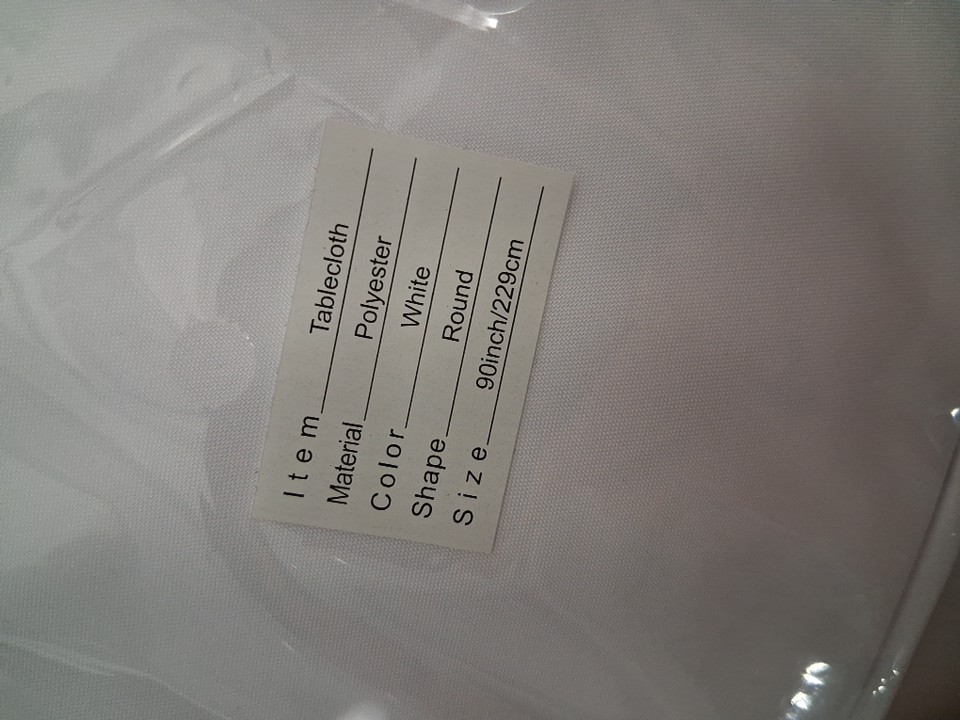 Item Tablecloth
Material Polyester
Color White
Shape Round
Size 90inch/229cm